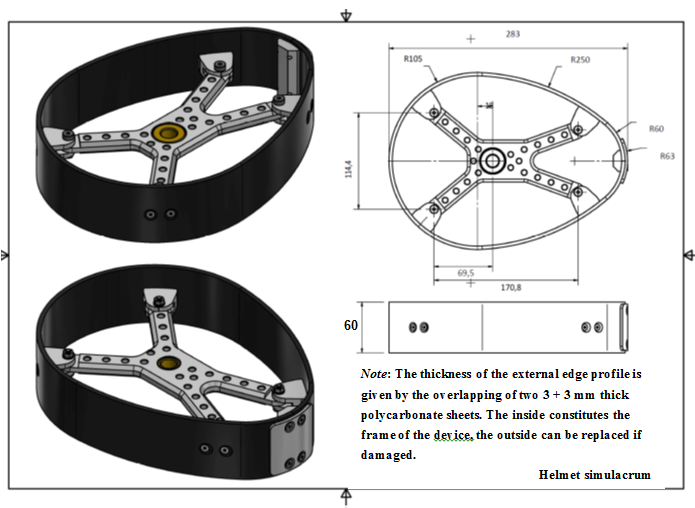 283
R105
R250
18
R60
R63
114,4
69,5
170,8
60
Note: The thickness of the external edge profile is
given by the overlapping of two 3 + 3 mm thick
polycarbonate sheets. The inside constitutes the
frame of the device, the outside can be replaced if
damaged.
Helmet simulacrum